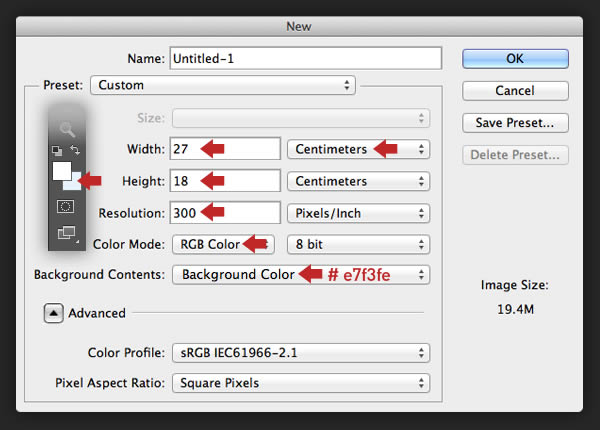 New
Name: Untitled-1
OK
Preset: Custom
Cancel
Size:
Save Preset...
Width: 27 Centimeters
Delete Preset...
Height: 18 Centimeters
Resolution: 300 Pixels/Inch
Color Mode: RGB Color 8 bit
Background Contents: Background Color # e7f3fe
Image Size:
19.4M
Advanced
Color Profile: sRGB IEC61966-2.1
Pixel Aspect Ratio: Square Pixels